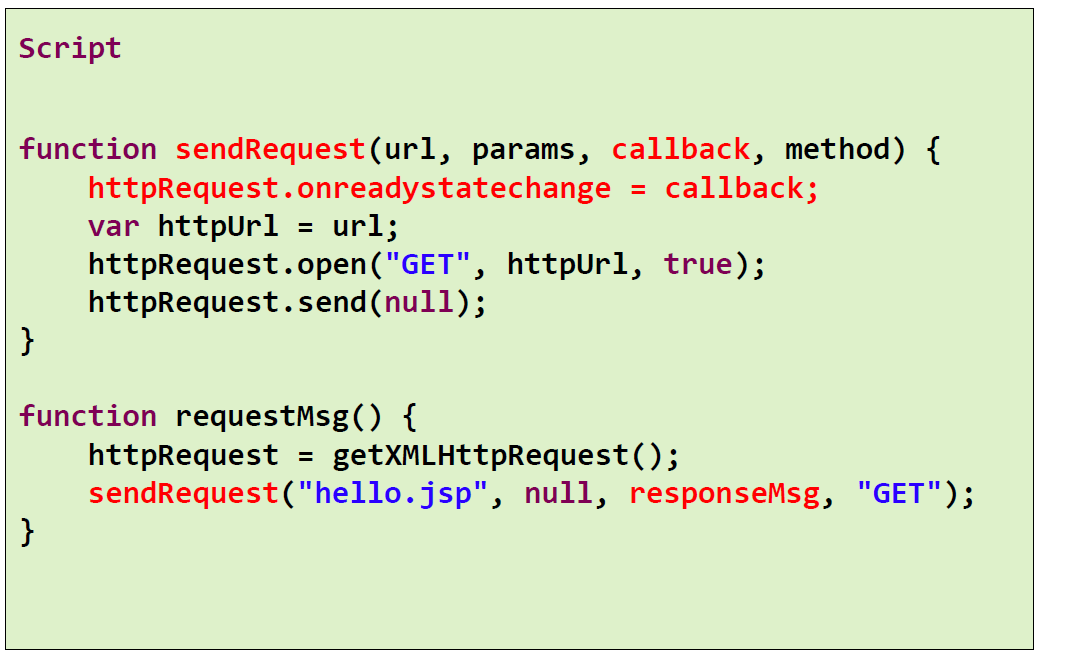 Script
function sendRequest(url, params, callback, method) {
    httpRequest.onreadystatechange = callback;
    var httpUrl = url;
    httpRequest.open("GET", httpUrl, true);
    httpRequest.send(null);
}
function requestMsg() {
    httpRequest = getXMLHttpRequest();
    sendRequest("hello.jsp", null, responseMsg, "GET");
}